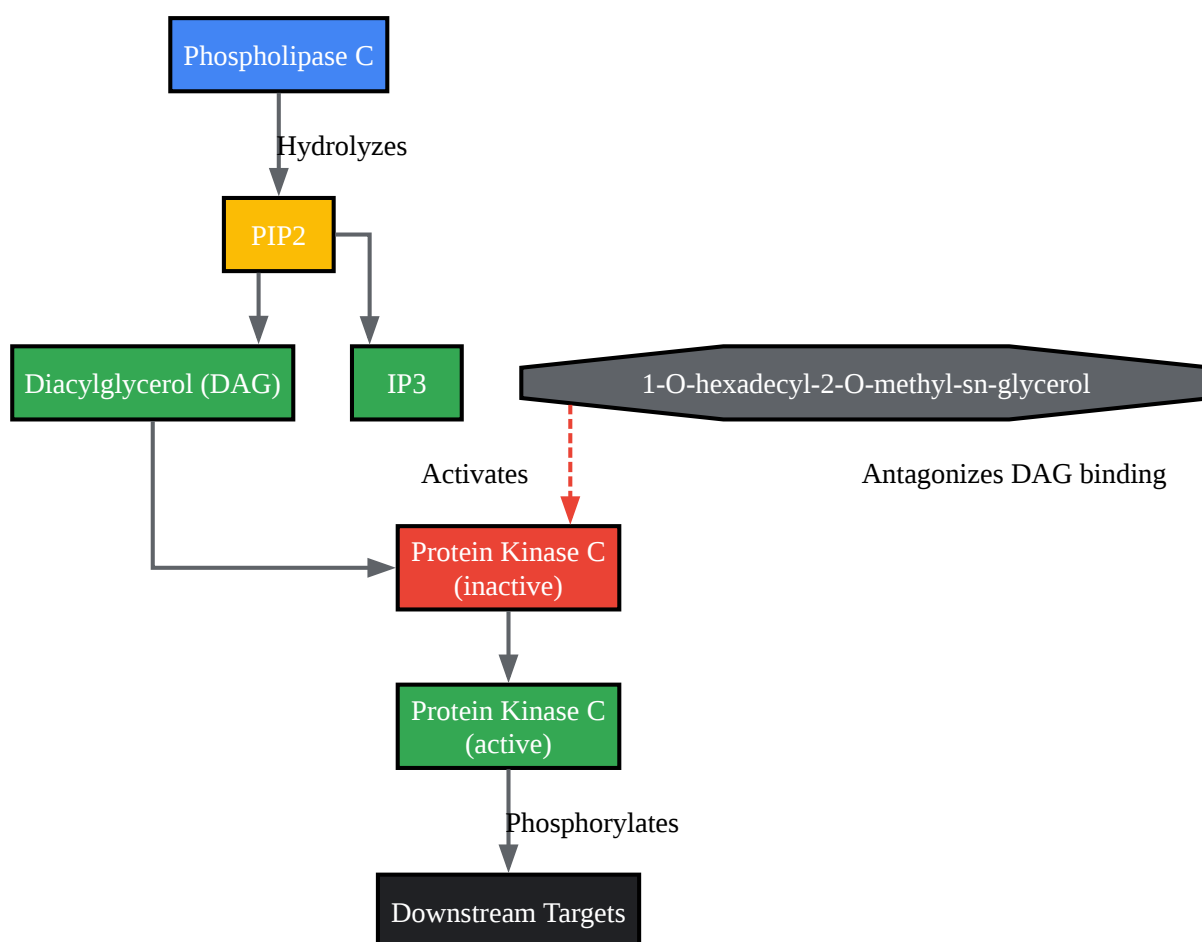 Phospholipase C
Hydrolyzes
PIP2
Diacylglycerol (DAG)
IP3
1-O-hexadecyl-2-O-methyl-sn-glycerol
Activates
Antagonizes DAG binding
Protein Kinase C
(inactive)
Protein Kinase C
(active)
Phosphorylates
Downstream Targets